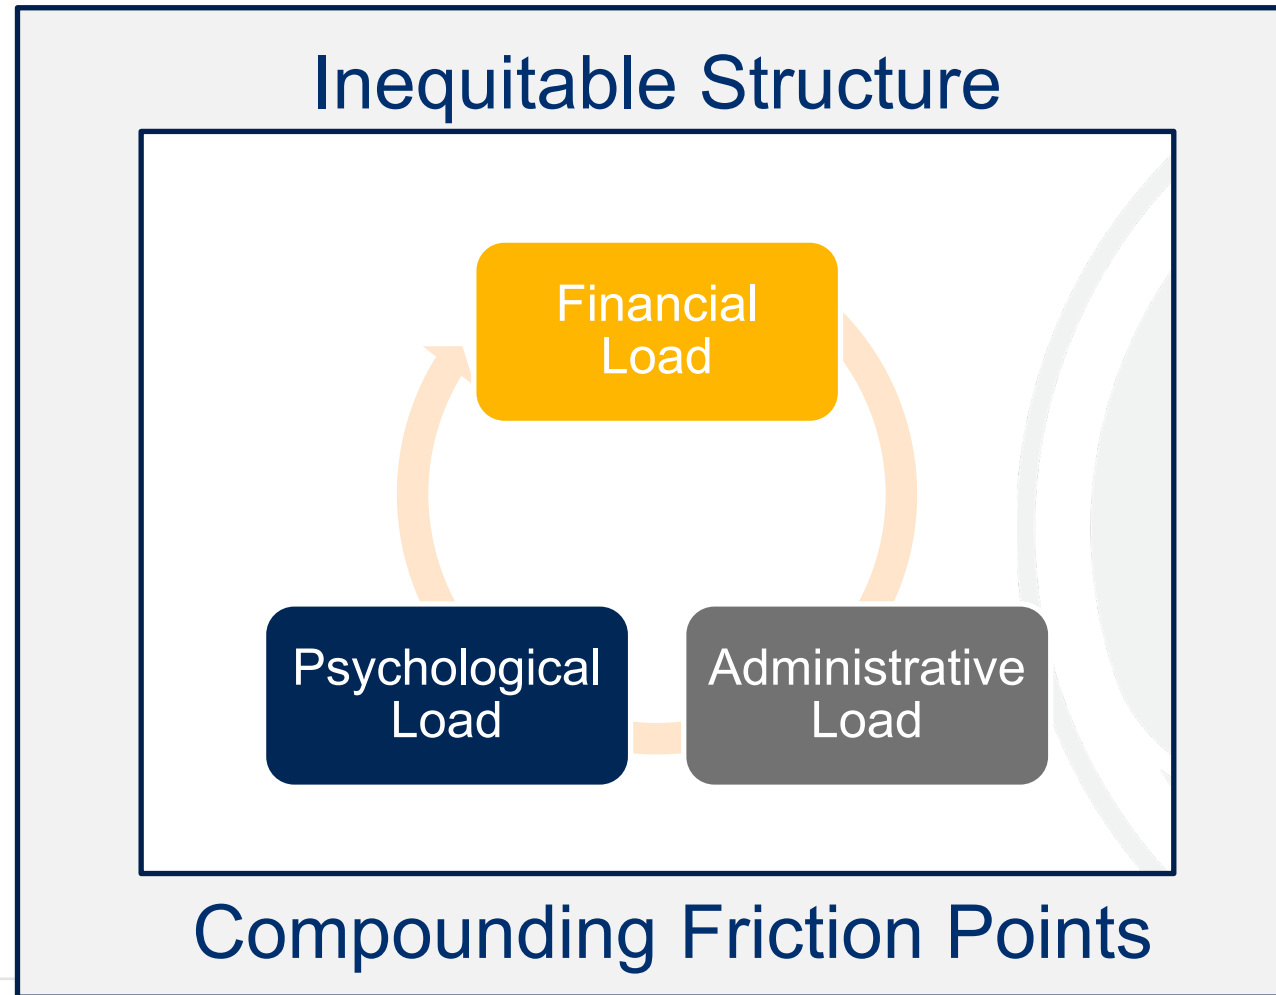 Inequitable Structure
Financial
Load
Psychological
Load
Administrative
Load
Compounding Friction Points